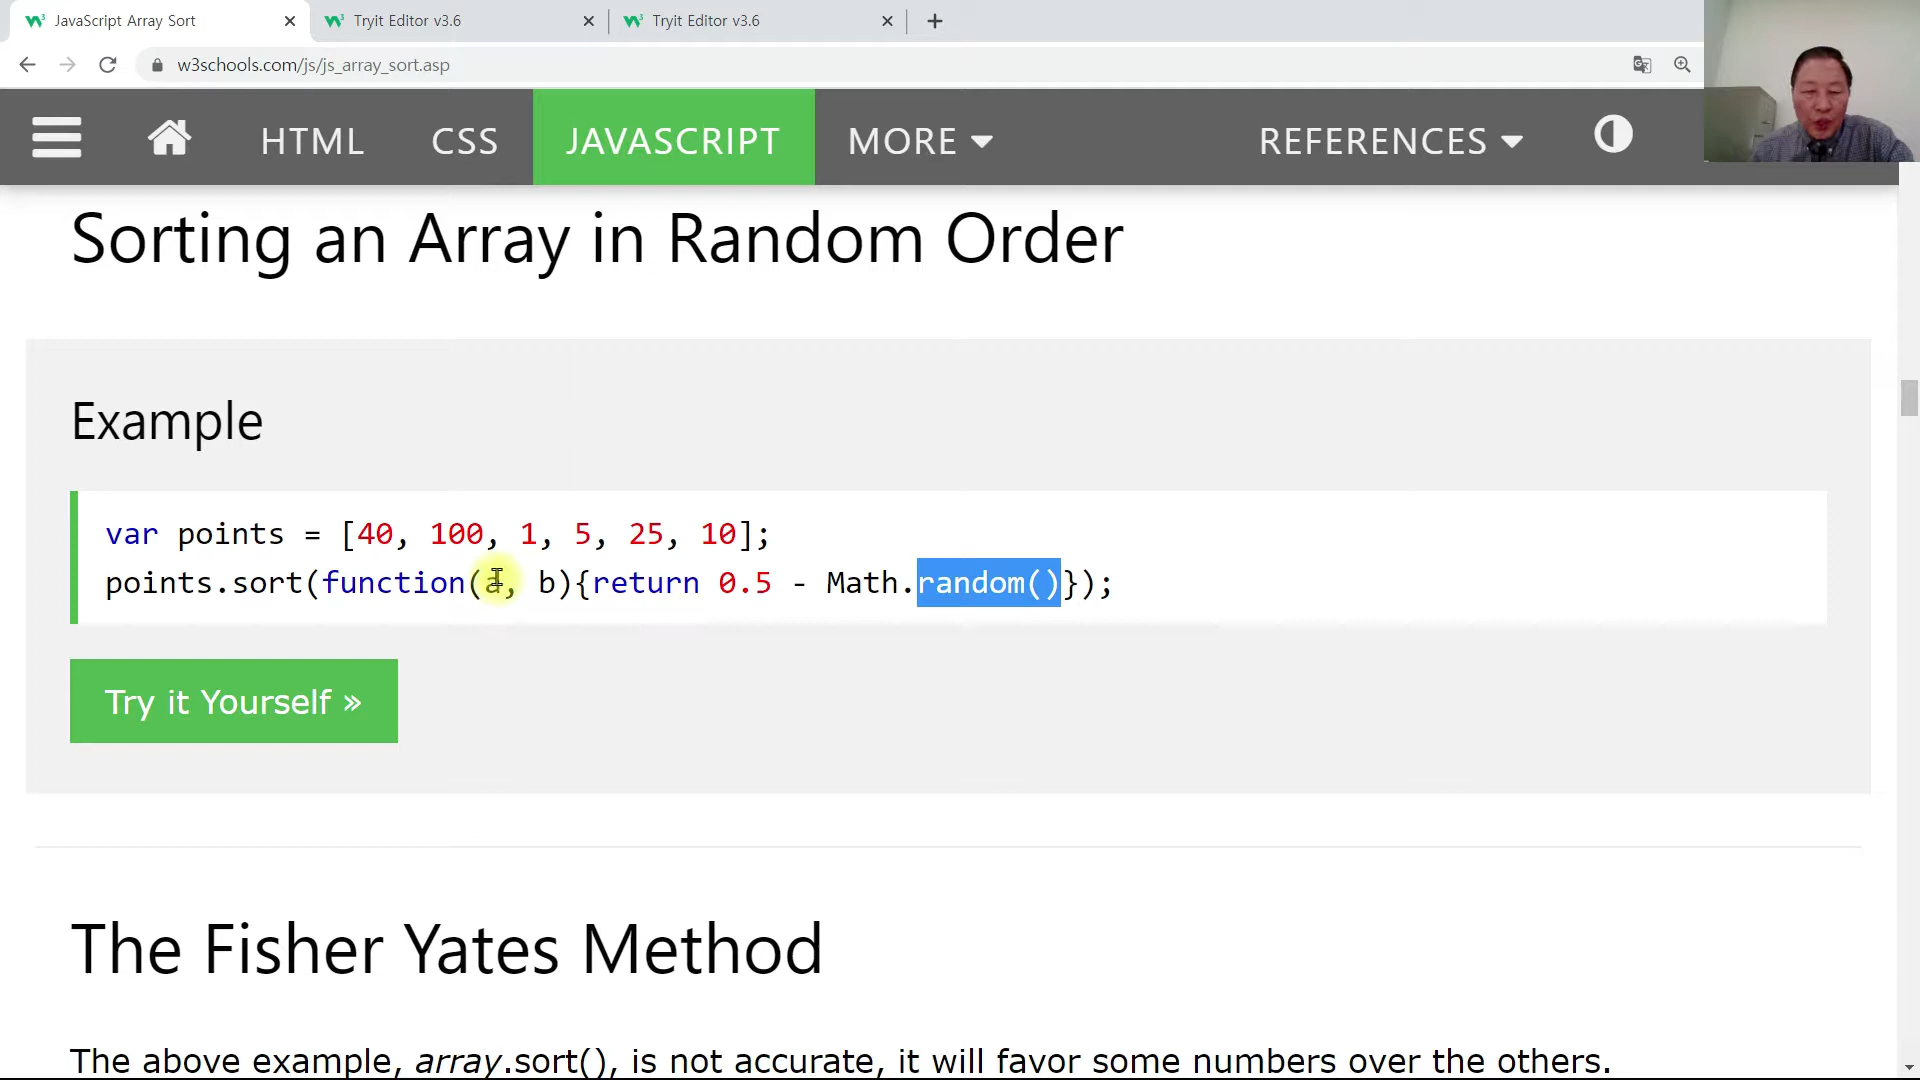 JavaScript Array Sort
Tryit Editor v3.6
Tryit Editor v3.6
w3schools.com/js/js_array_sort.asp
HTML CSS JAVASCRIPT MORE REFERENCES
Sorting an Array in Random Order
Example
var points = [40, 100, 1, 5, 25, 10];
points.sort(function(a, b){return 0.5 - Math.random()});
Try it Yourself »
The Fisher Yates Method
The above example, array.sort(), is not accurate, it will favor some numbers over the others.